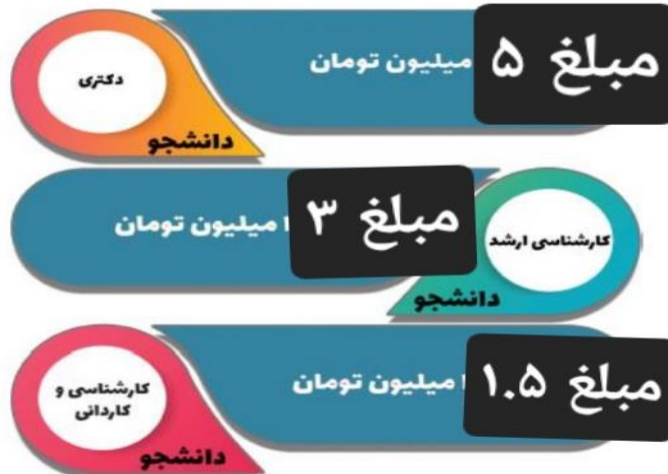 مبلغ ۵ میلیون تومان
دکتری
دانشجو
مبلغ ۳ میلیون تومان
کارشناسی ارشد
دانشجو
مبلغ ۱.۵ میلیون تومان
کارشناسی و
کاردانی
دانشجو